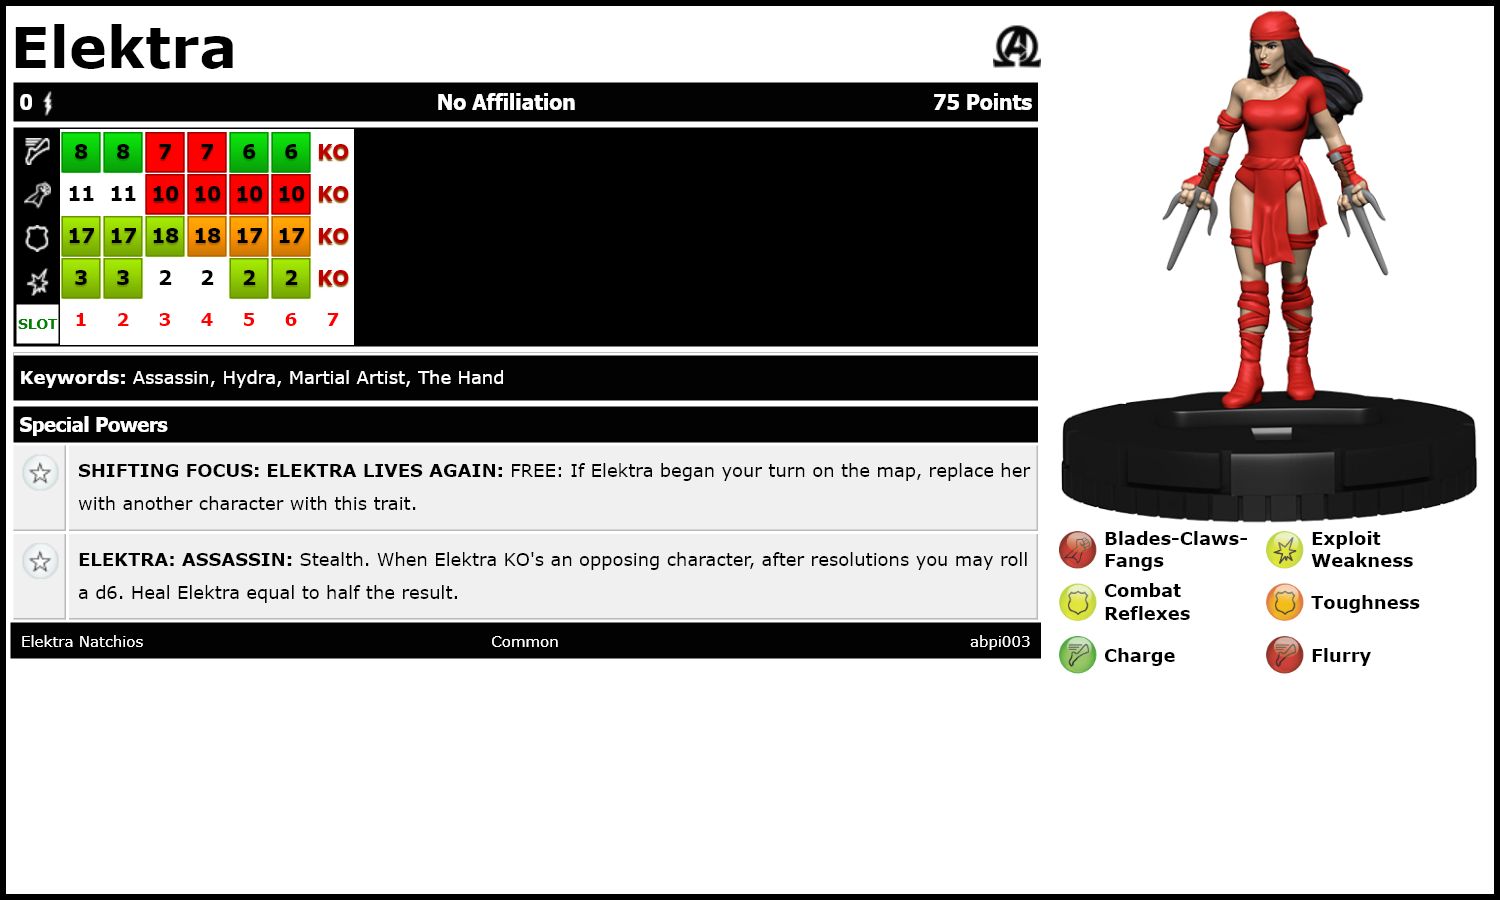 Elektra
0 No Affiliation 75 Points
8 8 7 7 6 6 KO
11 11 10 10 10 10 KO
17 17 18 18 17 17 KO
3 3 2 2 2 2 KO
SLOT 1 2 3 4 5 6 7
Keywords: Assassin, Hydra, Martial Artist, The Hand
Special Powers
SHIFTING FOCUS: ELEKTRA LIVES AGAIN: FREE: If Elektra began your turn on the map, replace her
with another character with this trait.
ELEKTRA: ASSASSIN: Stealth. When Elektra KO's an opposing character, after resolutions you may roll
a d6. Heal Elektra equal to half the result.
Elektra Natchios Common abpi003
Blades-Claws-
Fangs
Exploit
Weakness
Combat
Reflexes
Toughness
Charge
Flurry